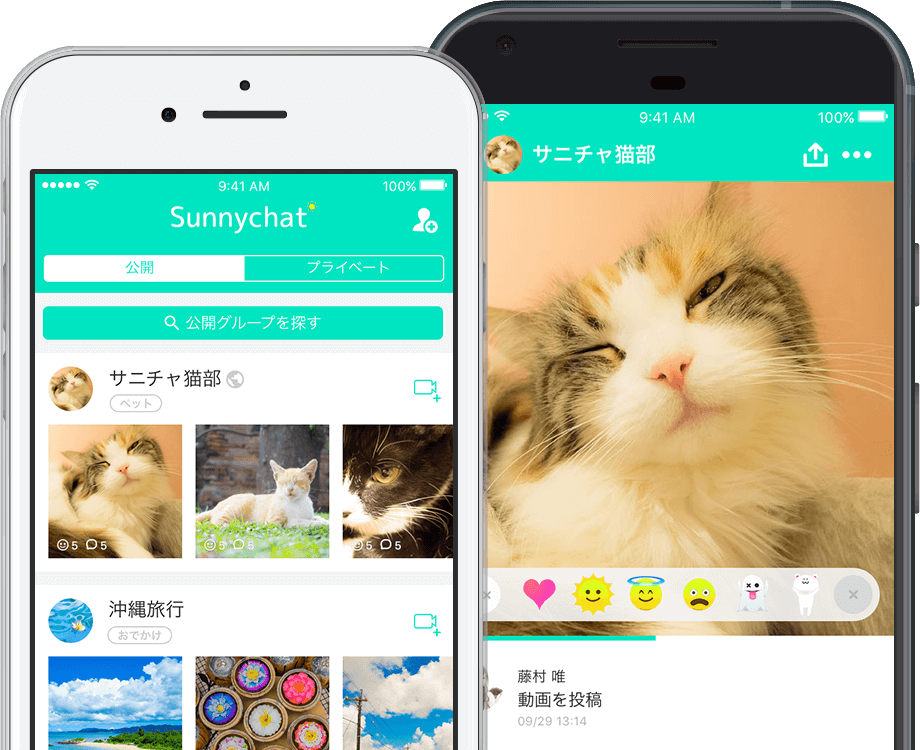 9:41 AM
100%
Sunnychat
公開
プライベート
公開グループを探す
サニチャ猫部
ペット
5
5
5
5
5
5
沖縄旅行
おでかけ
9:41 AM
100%
サニチャ猫部
藤村 唯
動画を投稿
09/29 13:14